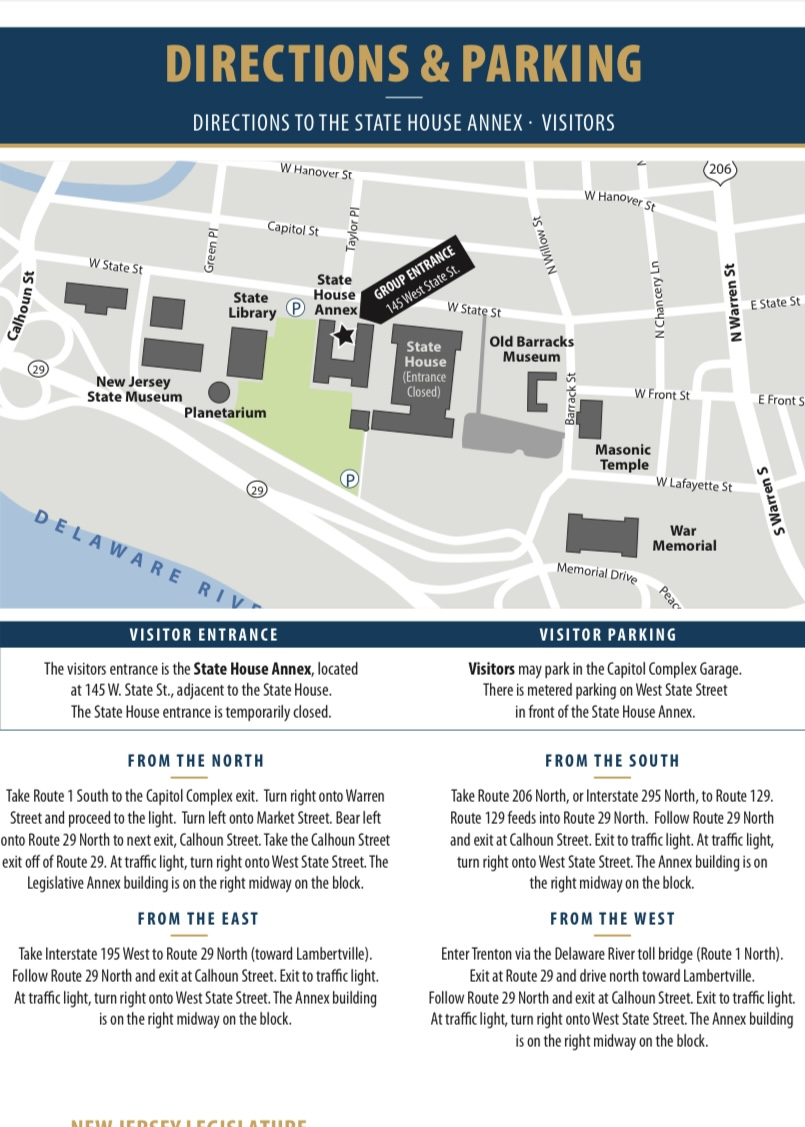 DIRECTIONS & PARKING
DIRECTIONS TO THE STATE HOUSE ANNEX · VISITORS
W Hanover St
206
W Hanover St
Capitol St
Taylor Pl
Green Pl
N Willow St
W State St
Calhoun St
State
Library
P
State
House
Annex
GROUP ENTRANCE
145 West State St.
W State St
N Chancery Ln
N Warren St
E State St
State
House
(Entrance
Closed)
Old Barracks
Museum
29
New Jersey
State Museum
Planetarium
Barrack St
W Front St
E Front S
Masonic
Temple
W Lafayette St
S Warren S
P
29
War
Memorial
Memorial Drive
Peac
DELAWARE RIVE
VISITOR ENTRANCE
The visitors entrance is the State House Annex, located
at 145 W. State St., adjacent to the State House.
The State House entrance is temporarily closed.
VISITOR PARKING
Visitors may park in the Capitol Complex Garage.
There is metered parking on West State Street
in front of the State House Annex.
FROM THE NORTH
Take Route 1 South to the Capitol Complex exit. Turn right onto Warren
Street and proceed to the light. Turn left onto Market Street. Bear left
onto Route 29 North to next exit, Calhoun Street. Take the Calhoun Street
exit off of Route 29. At traffic light, turn right onto West State Street. The
Legislative Annex building is on the right midway on the block.
FROM THE SOUTH
Take Route 206 North, or Interstate 295 North, to Route 129.
Route 129 feeds into Route 29 North. Follow Route 29 North
and exit at Calhoun Street. Exit to traffic light. At traffic light,
turn right onto West State Street. The Annex building is on
the right midway on the block.
FROM THE EAST
Take Interstate 195 West to Route 29 North (toward Lambertville).
Follow Route 29 North and exit at Calhoun Street. Exit to traffic light.
At traffic light, turn right onto West State Street. The Annex building
is on the right midway on the block.
FROM THE WEST
Enter Trenton via the Delaware River toll bridge (Route 1 North).
Exit at Route 29 and drive north toward Lambertville.
Follow Route 29 North and exit at Calhoun Street. Exit to traffic light.
At traffic light, turn right onto West State Street. The Annex building
is on the right midway on the block.
NEW JERSEY LEGISLATURE